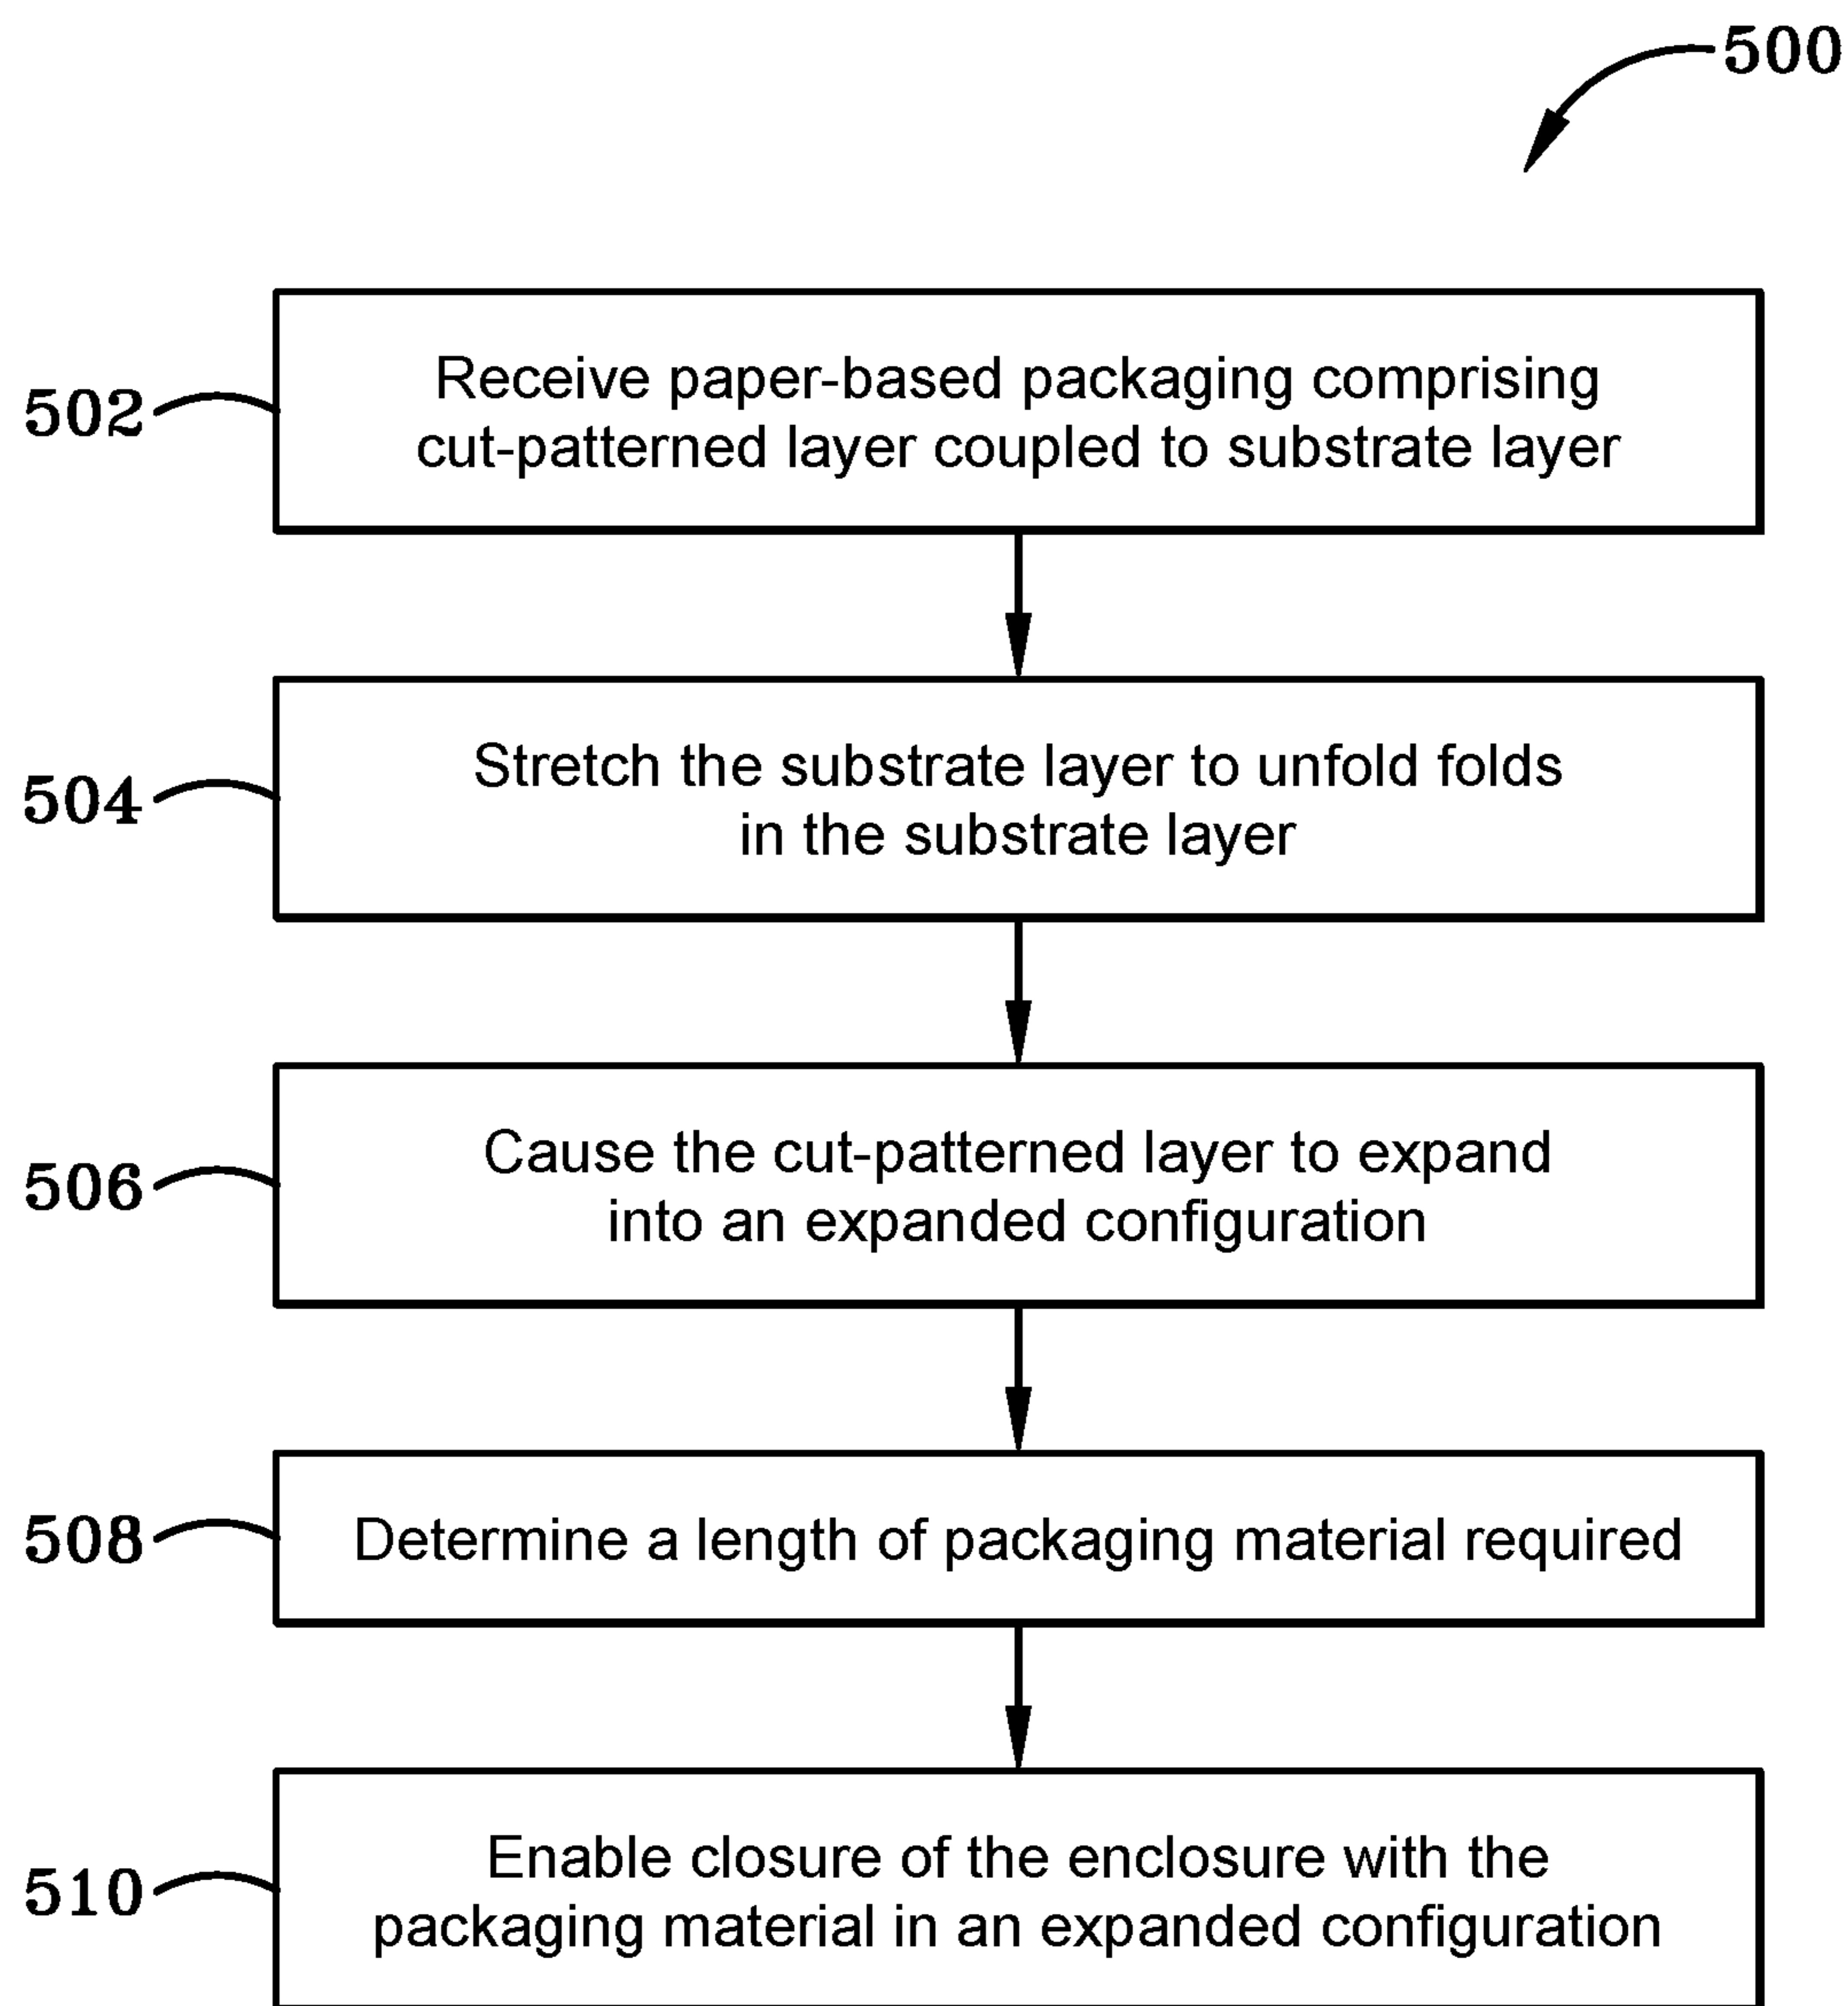 500
502
Receive paper-based packaging comprising
cut-patterned layer coupled to substrate layer
504
Stretch the substrate layer to unfold folds
in the substrate layer
506
Cause the cut-patterned layer to expand
into an expanded configuration
508
Determine a length of packaging material required
510
Enable closure of the enclosure with the
packaging material in an expanded configuration